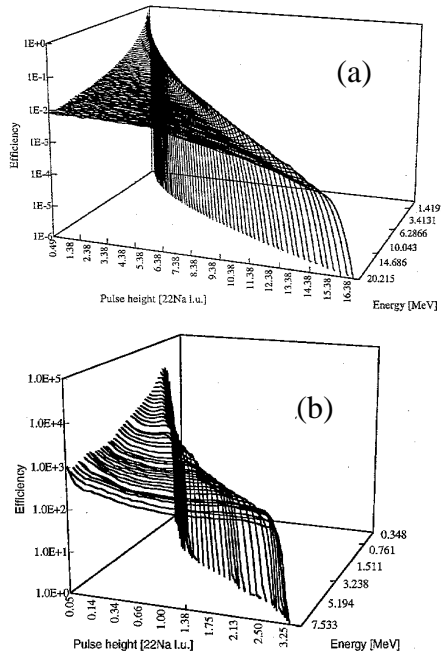 (a)
1E+0
1E-1
1E-2
1E-3
1E-4
1E-5
1E-6
Efficiency
0.49
1.38
2.38
3.38
4.38
5.38
6.38
7.38
8.38
9.38
10.38
11.38
12.38
13.38
14.38
15.38
16.38
Pulse height [22Na l.u.]
1.419
3.4131
6.2866
10.043
14.686
20.215
Energy [MeV]
(b)
1.0E+5
1.0E+4
1.0E+3
1.0E+2
1.0E+1
1.0E+0
Efficiency
0.05
0.14
0.34
0.66
1.00
1.38
1.75
2.13
2.50
3.25
Pulse height [22Na l.u.]
0.348
0.761
1.511
3.238
5.194
7.533
Energy [MeV]